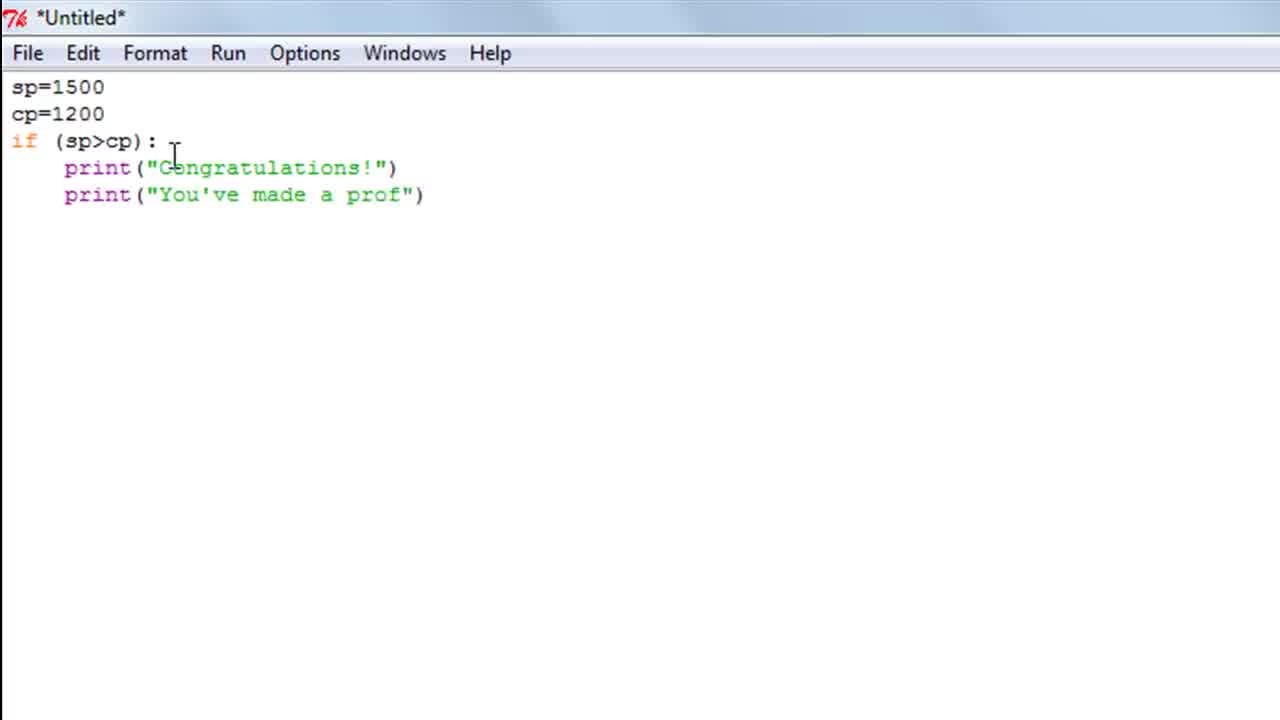 *Untitled*
File Edit Format Run Options Windows Help
sp=1500
cp=1200
if (sp>cp):
    print("Congratulations!")
    print("You've made a prof")